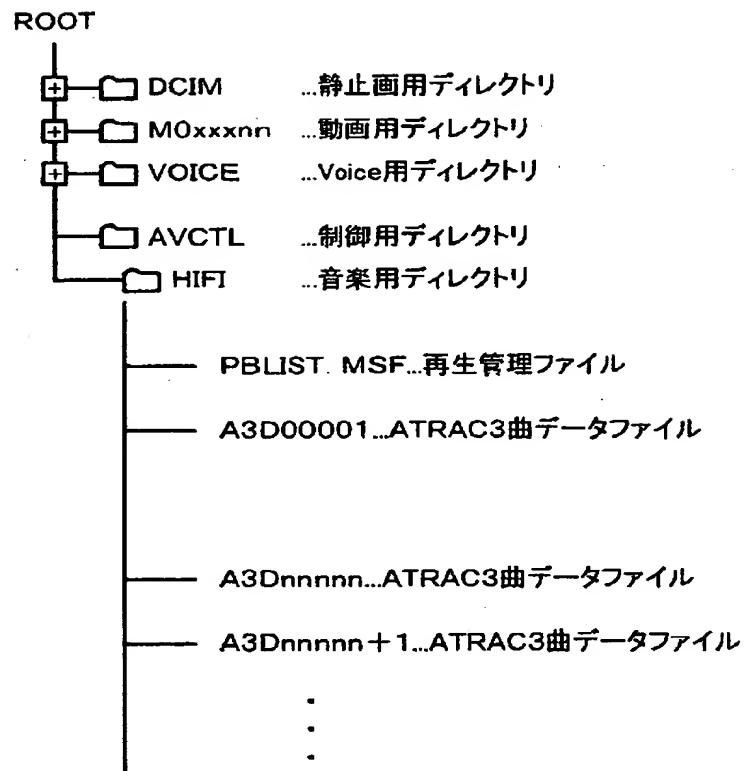 ROOT
DCIM ...静止画用ディレクトリ
MOxxxnn ...動画用ディレクトリ
VOICE ...Voice用ディレクトリ
AVCTL ...制御用ディレクトリ
HIFI ...音楽用ディレクトリ
PBLIST. MSF...再生管理ファイル
A3D00001...ATRAC3曲データファイル
A3Dnnnnn...ATRAC3曲データファイル
A3Dnnnnn+1...ATRAC3曲データファイル